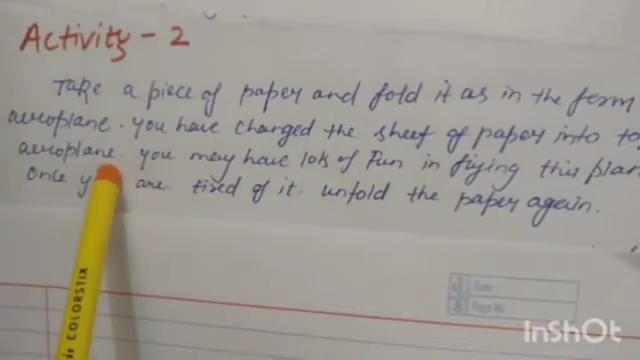 Activity - 2
Take a piece of paper and fold it as in the form
aeroplane. You have changed the sheet of paper into
aeroplane. You may have lots of Fun in flying this
Once are tired of it. unfold the paper again.
COLORSTIX
InShOt